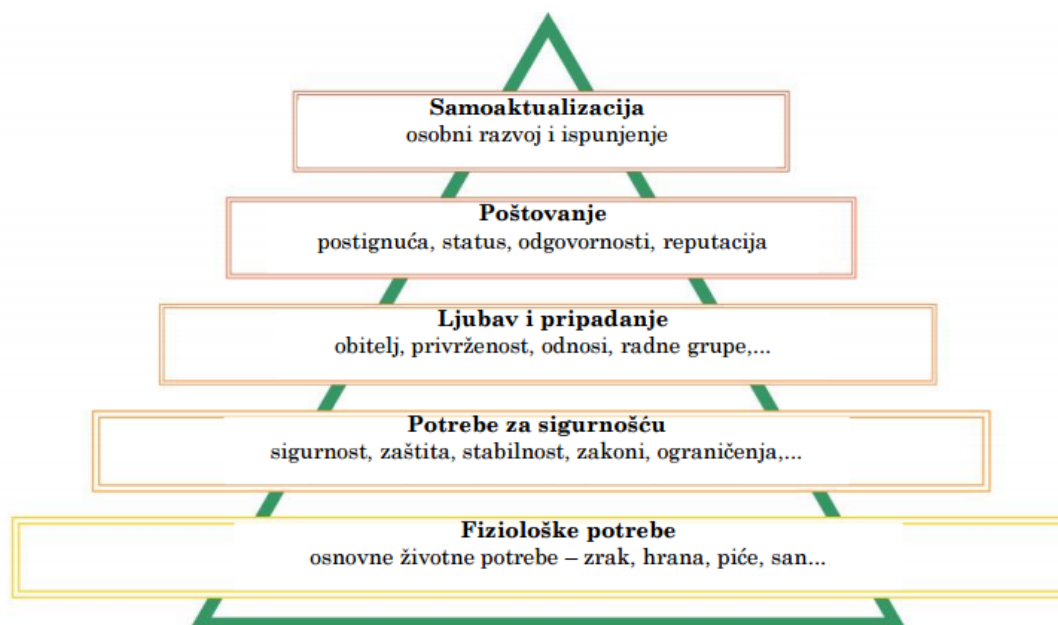 Samoaktualizacija
osobni razvoj i ispunjenje
Poštovanje
postignuća, status, odgovornosti, reputacija
Ljubav i pripadanje
obitelj, privrženost, odnosi, radne grupe,...
Potrebe za sigurnošću
sigurnost, zaštita, stabilnost, zakoni, ograničenja,...
Fiziološke potrebe
osnovne životne potrebe – zrak, hrana, piće, san...